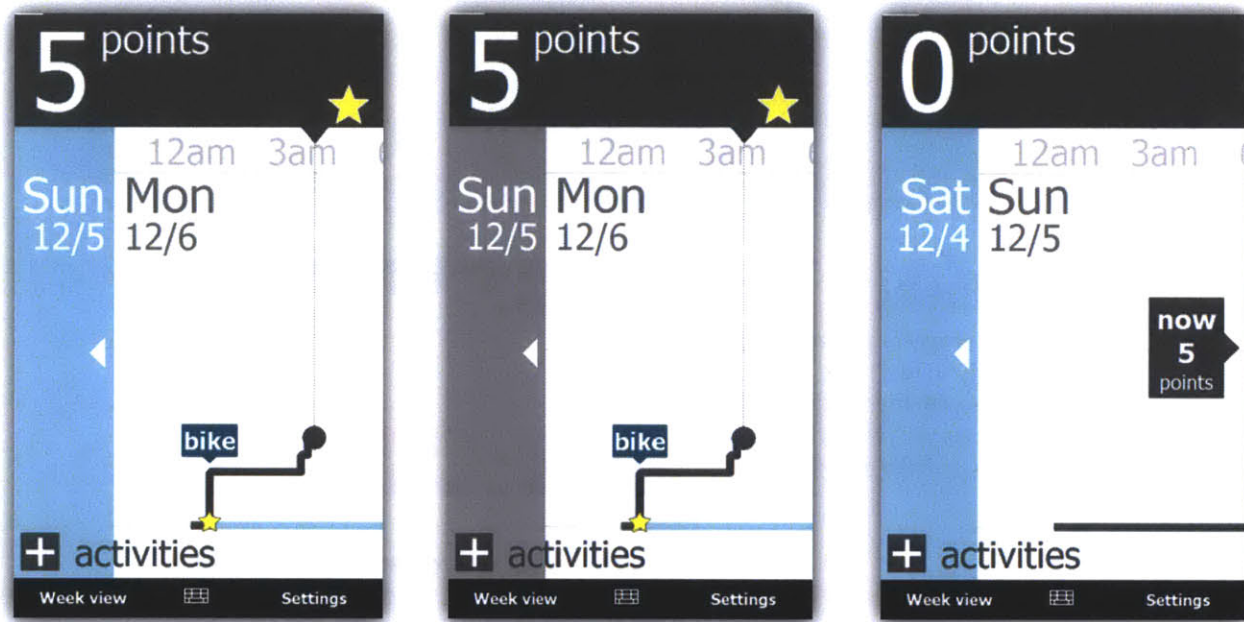 5 points
12am 3am
Sun Mon
12/5 12/6
bike
+ activities
Week view Settings
5 points
12am 3am
Sun Mon
12/5 12/6
bike
+ activities
Week view Settings
0 points
12am 3am
Sat Sun
12/4 12/5
now
5
points
+ activities
Week view Settings